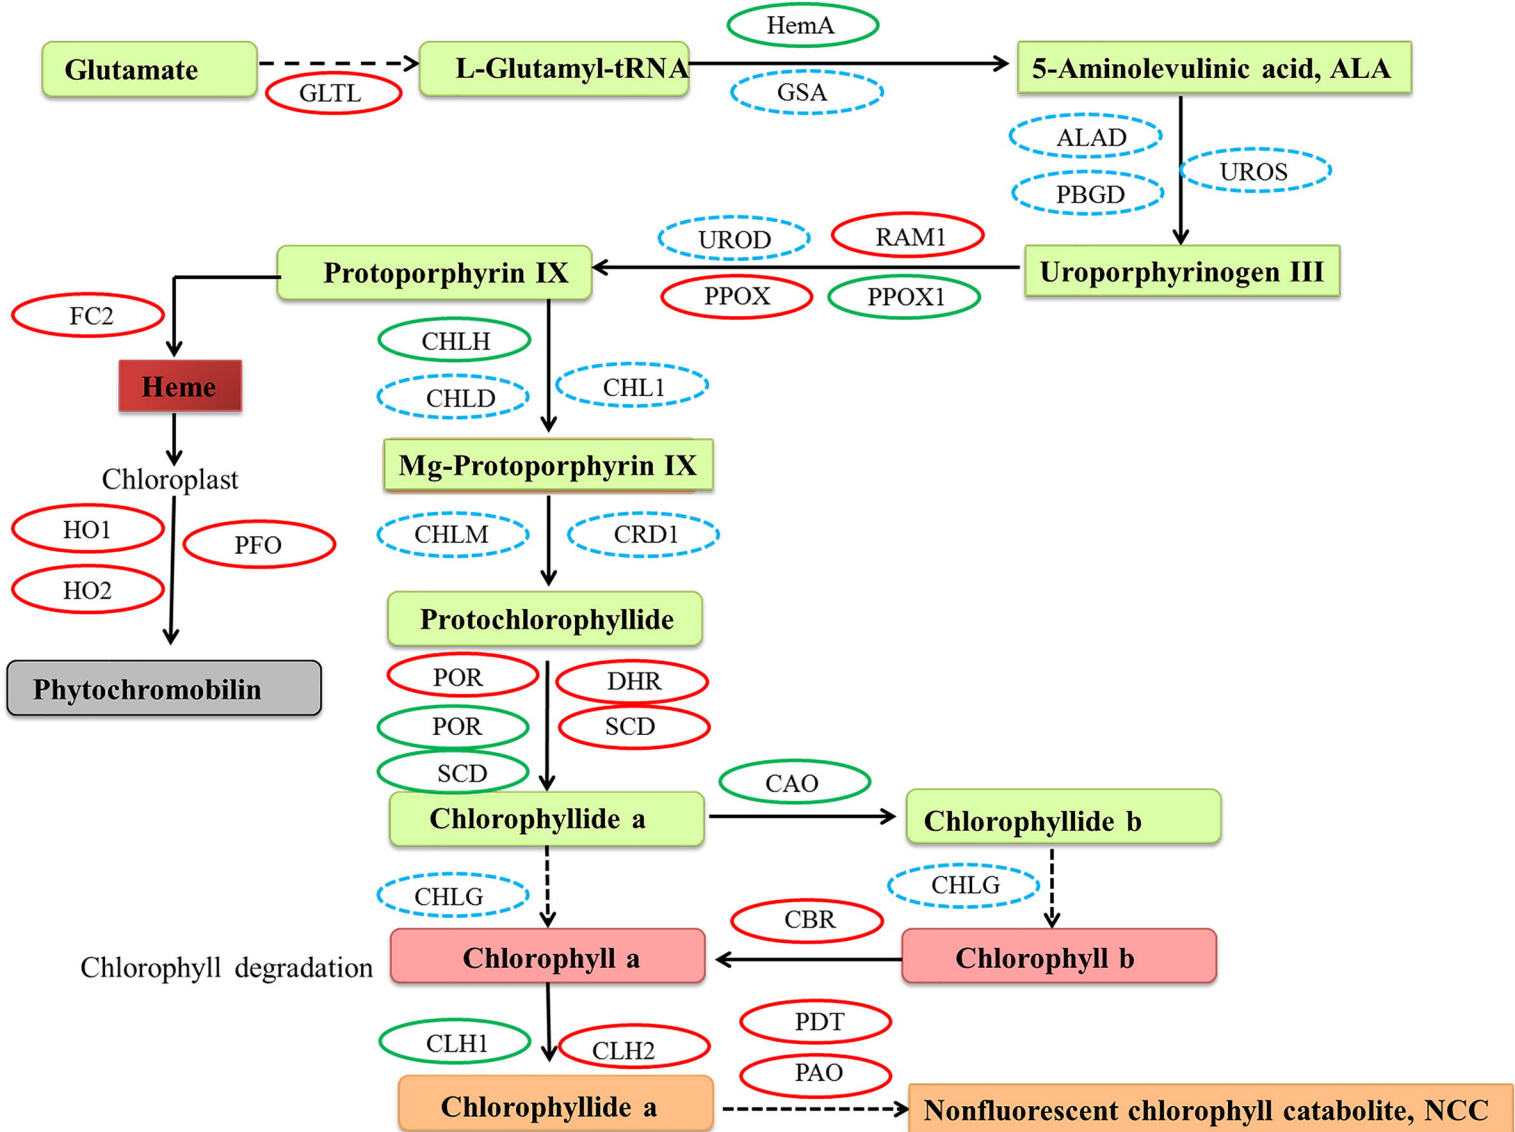 HemA
Glutamate
L-Glutamyl-tRNA
5-Aminolevulinic acid, ALA
GLTL
GSA
ALAD
UROS
PBGD
UROD
RAM1
Protoporphyrin IX
Uroporphyrinogen III
PPOX
PPOX1
FC2
CHLH
Heme
CHLD
CHL1
Mg-Protoporphyrin IX
Chloroplast
HO1
PFO
CHLM
CRD1
HO2
Protochlorophyllide
Phytochromobilin
POR
DHR
POR
SCD
SCD
CAO
Chlorophyllide a
Chlorophyllide b
CHLG
CHLG
CBR
Chlorophyll degradation
Chlorophyll a
Chlorophyll b
PDT
CLH1
CLH2
PAO
Chlorophyllide a
Nonfluorescent chlorophyll catabolite, NCC